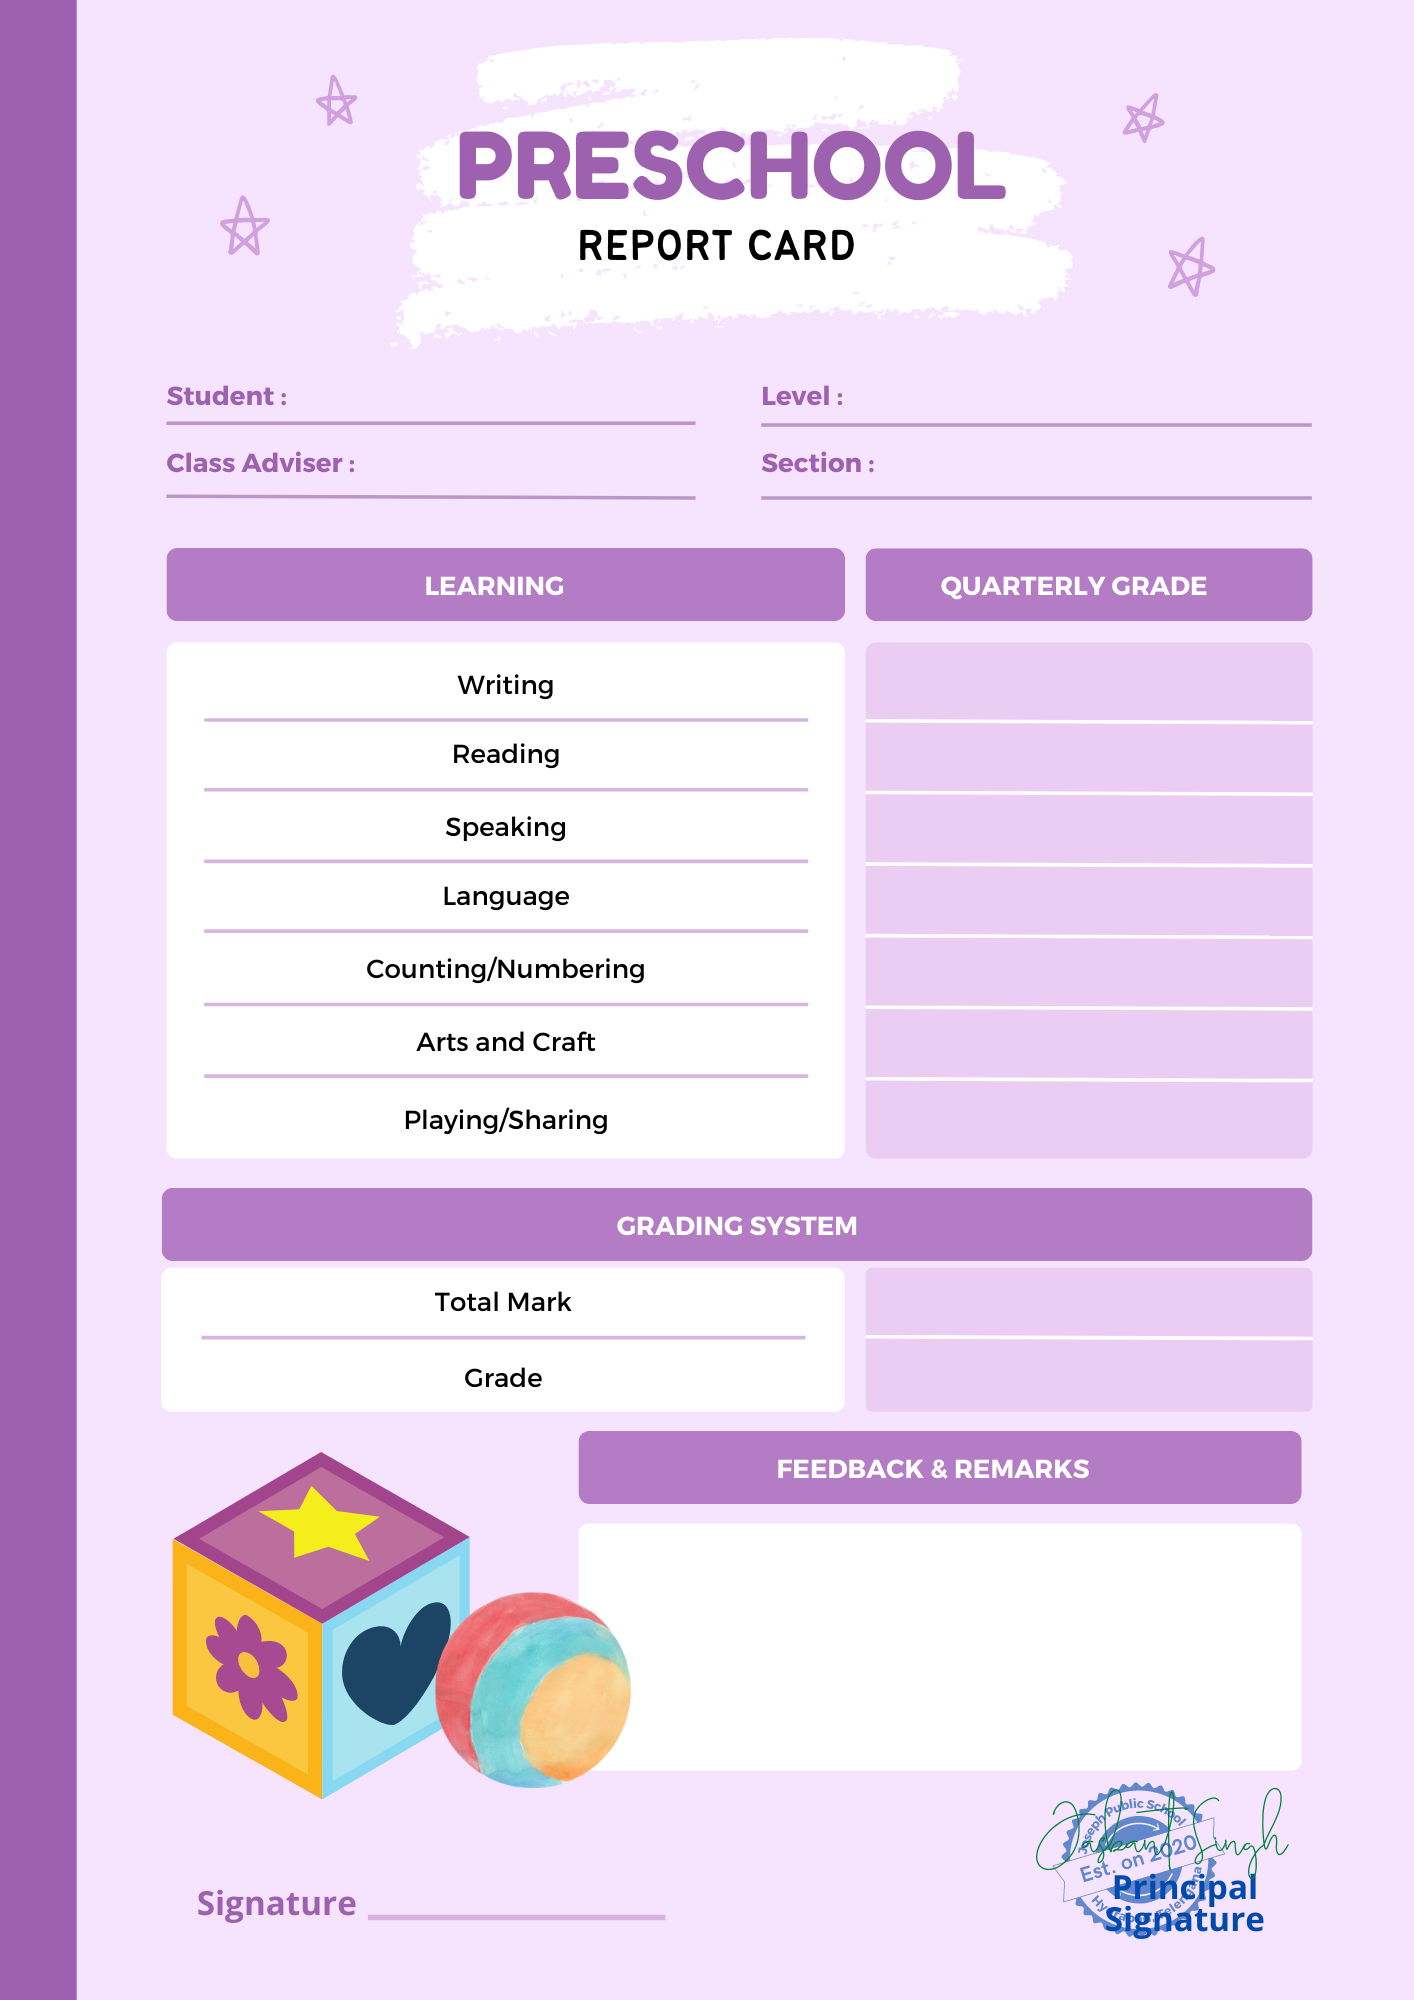 PRESCHOOL
REPORT CARD
Student :
Level :
Class Adviser :
Section :
LEARNING
QUARTERLY GRADE
Writing
Reading
Speaking
Language
Counting/Numbering
Arts and Craft
Playing/Sharing
GRADING SYSTEM
Total Mark
Grade
FEEDBACK & REMARKS
Joseph Public School
Est. on 2020
Singh
Principal
Signature
Signature